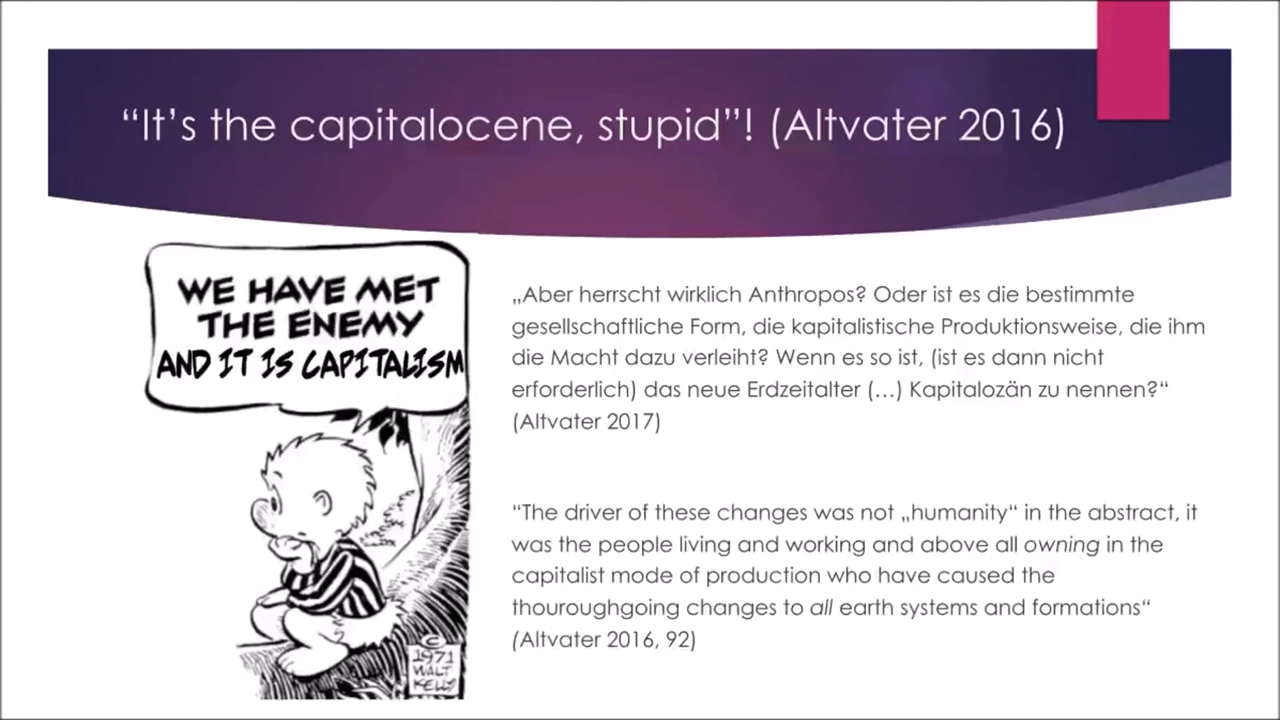 “It’s the capitalocene, stupid”! (Altvater 2016)
WE HAVE MET
THE ENEMY
AND IT IS CAPITALISM
„Aber herrscht wirklich Anthropos? Oder ist es die bestimmte
gesellschaftliche Form, die kapitalistische Produktionsweise, die ihm
die Macht dazu verleiht? Wenn es so ist, (ist es dann nicht
erforderlich) das neue Erdzeitalter (…) Kapitalozän zu nennen?“
(Altvater 2017)
“The driver of these changes was not „humanity“ in the abstract, it
was the people living and working and above all owning in the
capitalist mode of production who have caused the
thouroughgoing changes to all earth systems and formations“
(Altvater 2016, 92)
©
1971
WALT
KELLY